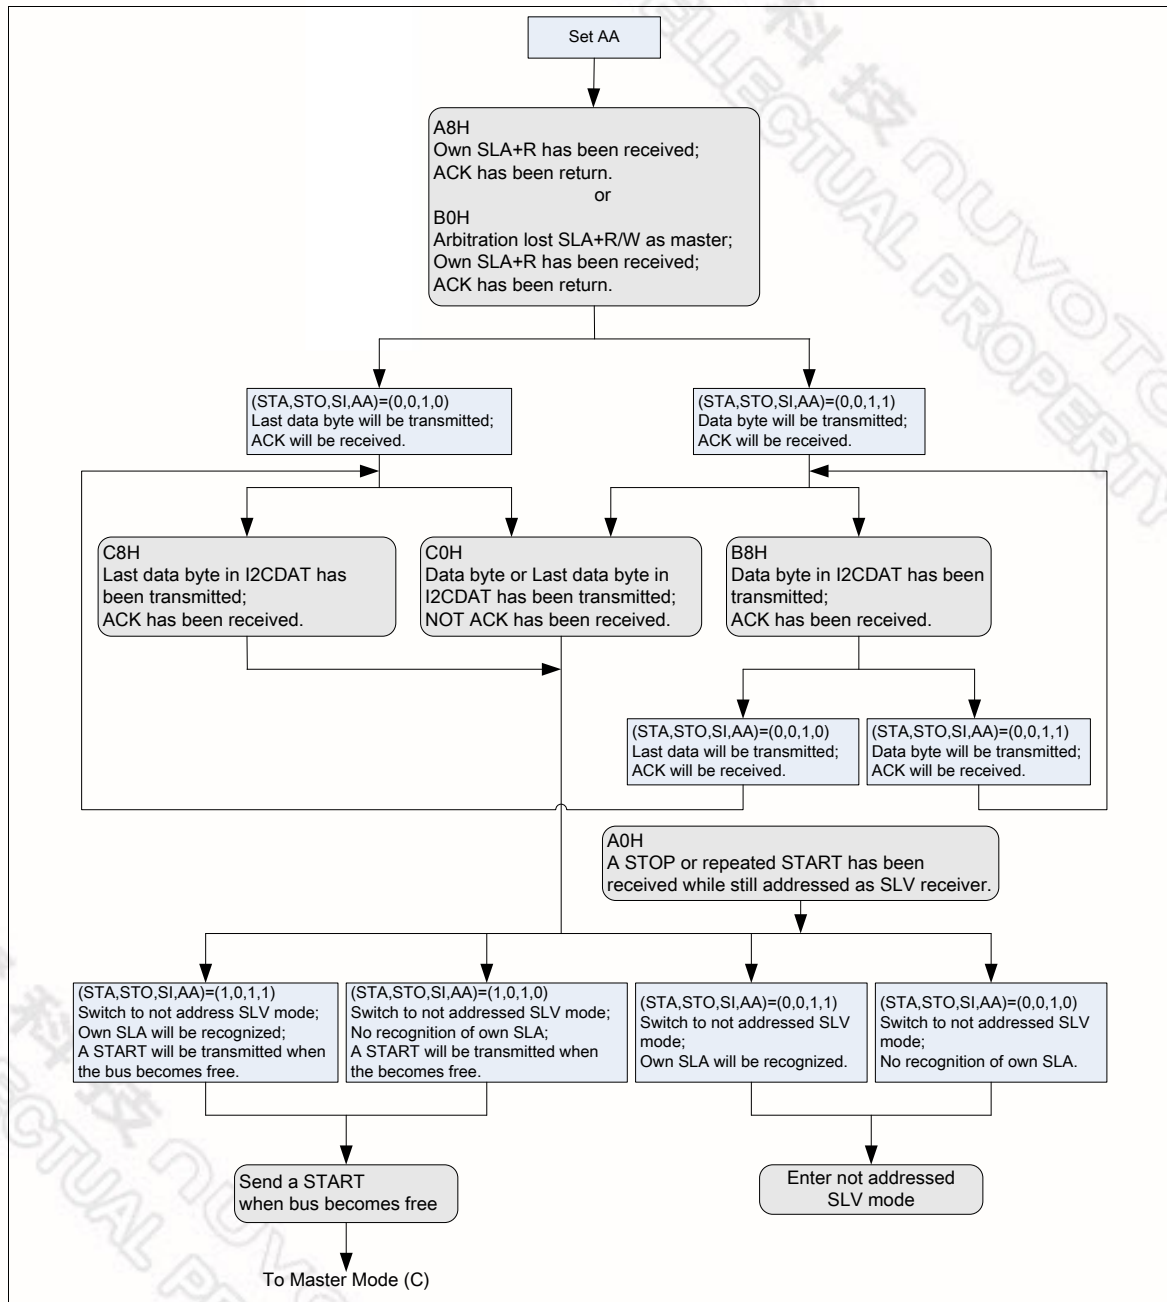 Set AA
A8H
Own SLA+R has been received;
ACK has been return.
or
B0H
Arbitration lost SLA+R/W as master;
Own SLA+R has been received;
ACK has been return.
(STA,STO,SI,AA)=(0,0,1,0)
Last data byte will be transmitted;
ACK will be received.
(STA,STO,SI,AA)=(0,0,1,1)
Data byte will be transmitted;
ACK will be received.
C8H
Last data byte in I2CDAT has
been transmitted;
ACK has been received.
C0H
Data byte or Last data byte in
I2CDAT has been transmitted;
NOT ACK has been received.
B8H
Data byte in I2CDAT has been
transmitted;
ACK has been received.
(STA,STO,SI,AA)=(0,0,1,0)
Last data will be transmitted;
ACK will be received.
(STA,STO,SI,AA)=(0,0,1,1)
Data byte will be transmitted;
ACK will be received.
A0H
A STOP or repeated START has been
received while still addressed as SLV receiver.
(STA,STO,SI,AA)=(1,0,1,1)
Switch to not address SLV mode;
Own SLA will be recognized;
A START will be transmitted when
the bus becomes free.
(STA,STO,SI,AA)=(1,0,1,0)
Switch to not addressed SLV mode;
No recognition of own SLA;
A START will be transmitted when
the becomes free.
(STA,STO,SI,AA)=(0,0,1,1)
Switch to not addressed SLV
mode;
Own SLA will be recognized.
(STA,STO,SI,AA)=(0,0,1,0)
Switch to not addressed SLV
mode;
No recognition of own SLA.
Send a START
when bus becomes free
Enter not addressed
SLV mode
To Master Mode (C)
科技 nuvoTo
ELLECTUAL PROPERTY
科技 nuvo
CTUAL PROP